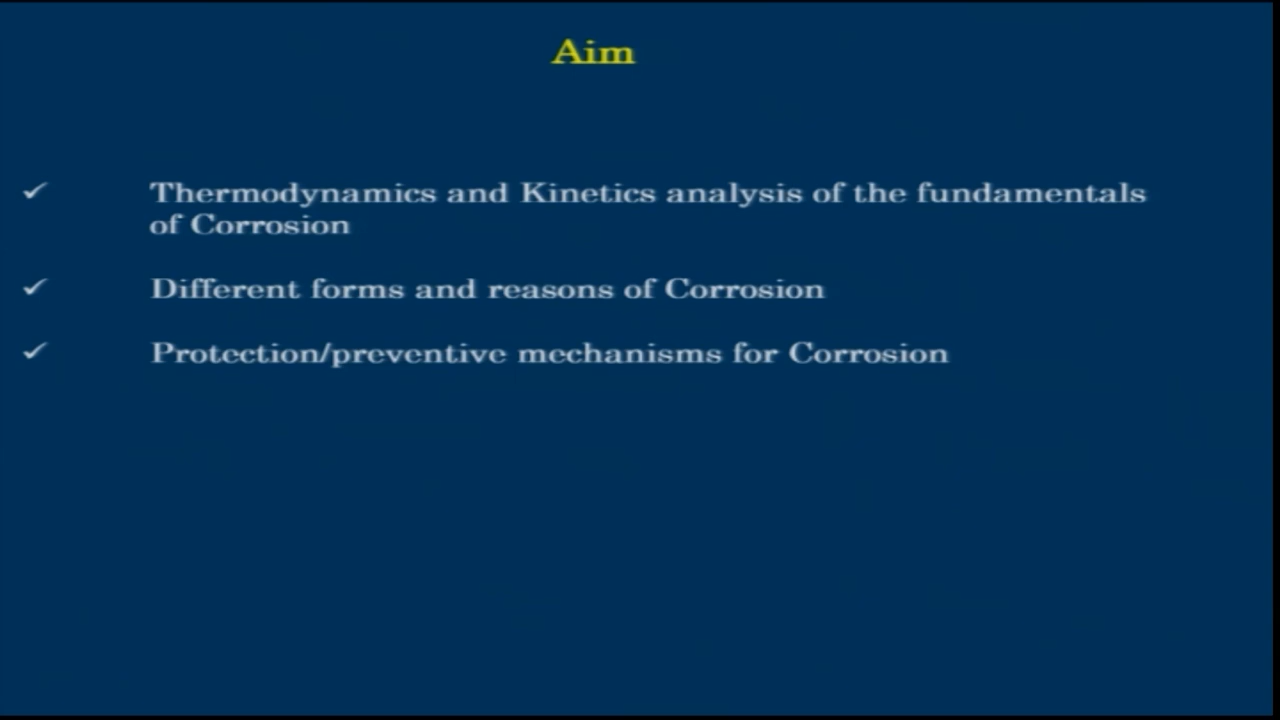 Aim
✓ Thermodynamics and Kinetics analysis of the fundamentals
of Corrosion
✓ Different forms and reasons of Corrosion
✓ Protection/preventive mechanisms for Corrosion